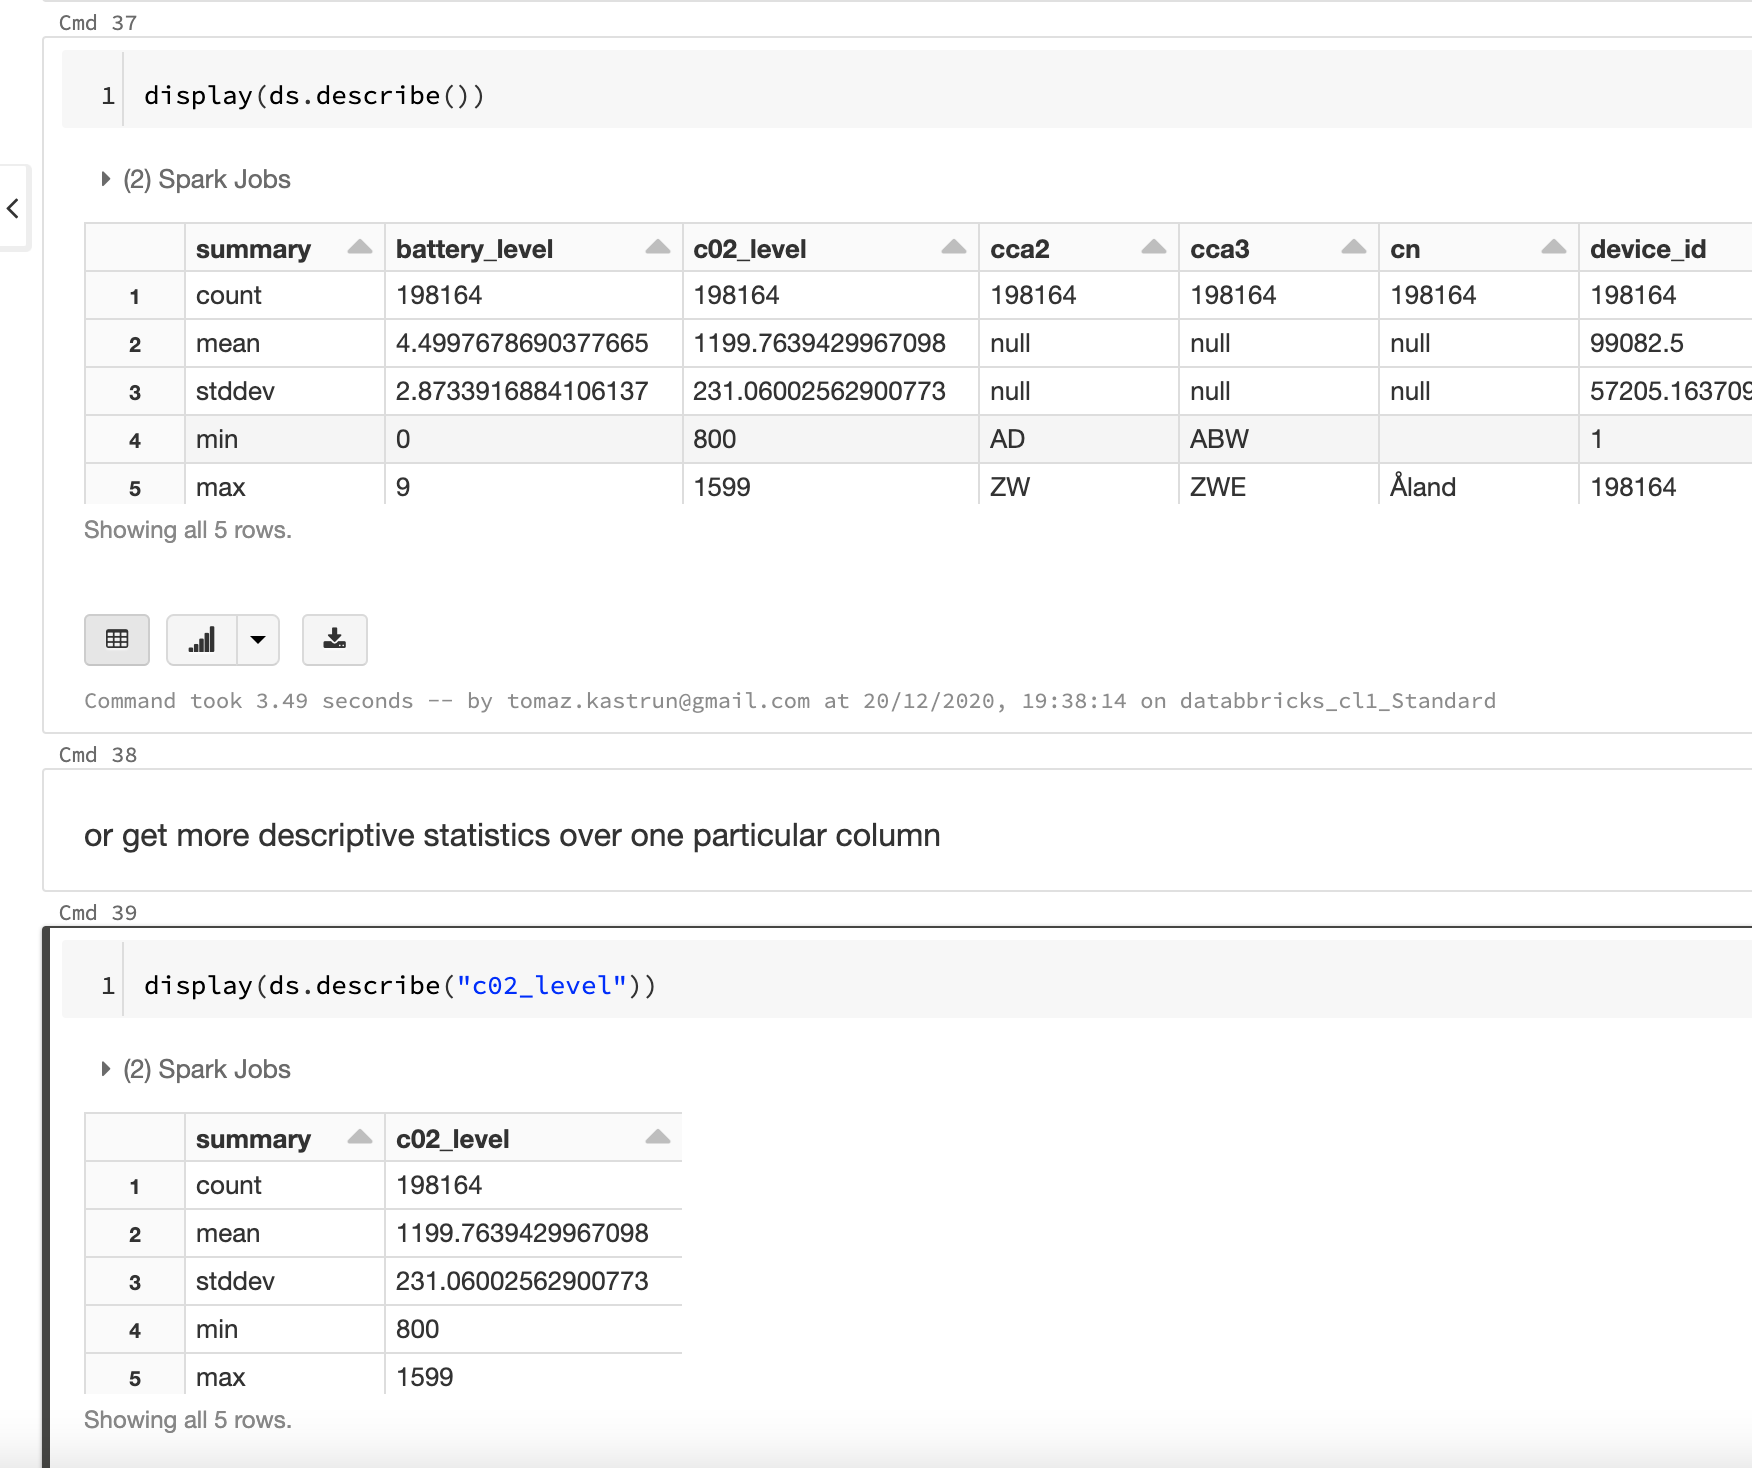 Cmd 37
1 display(ds.describe())
(2) Spark Jobs
summary battery_level c02_level cca2 cca3 cn device_id
1 count 198164 198164 198164 198164 198164 198164
2 mean 4.4997678690377665 1199.7639429967098 null null null 99082.5
3 stddev 2.8733916884106137 231.06002562900773 null null null 57205.163709
4 min 0 800 AD ABW 1
5 max 9 1599 ZW ZWE Åland 198164
Showing all 5 rows.
Command took 3.49 seconds -- by tomaz.kastrun@gmail.com at 20/12/2020, 19:38:14 on databbricks_cl1_Standard
Cmd 38
or get more descriptive statistics over one particular column
Cmd 39
1 display(ds.describe("c02_level"))
(2) Spark Jobs
summary c02_level
1 count 198164
2 mean 1199.7639429967098
3 stddev 231.06002562900773
4 min 800
5 max 1599
Showing all 5 rows.